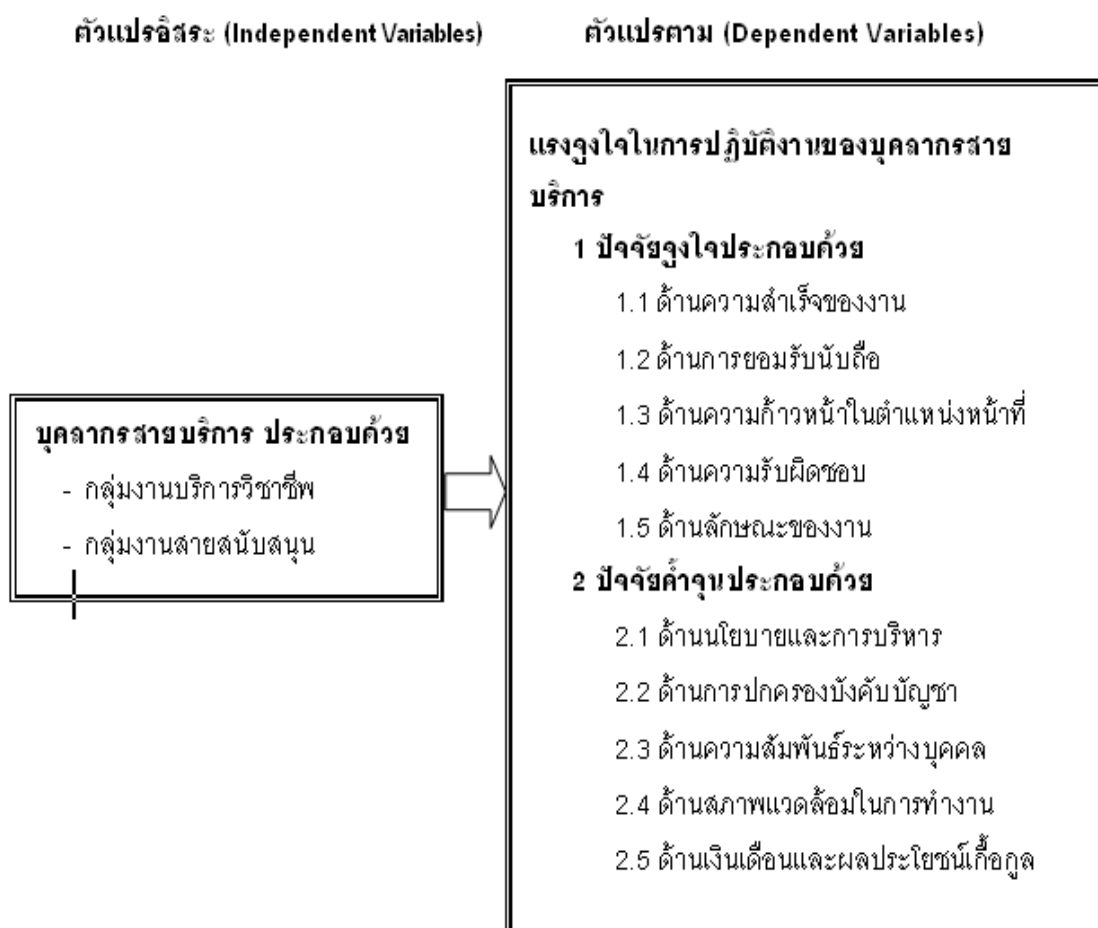 ตัวแปรอิสระ (Independent Variables)
ตัวแปรตาม (Dependent Variables)
บุคลากรสายบริการ ประกอบด้วย
- กลุ่มงานบริการวิชาชีพ
- กลุ่มงานสายสนับสนุน
แรงจูงใจในการปฏิบัติงานของบุคลากรสาย
บริการ
1 ปัจจัยจูงใจประกอบด้วย
1.1 ด้านความสำเร็จของงาน
1.2 ด้านการยอมรับนับถือ
1.3 ด้านความก้าวหน้าในตำแหน่งหน้าที่
1.4 ด้านความรับผิดชอบ
1.5 ด้านลักษณะของงาน
2 ปัจจัยค้ำจุนประกอบด้วย
2.1 ด้านนโยบายและการบริหาร
2.2 ด้านการปกครองบังคับบัญชา
2.3 ด้านความสัมพันธ์ระหว่างบุคคล
2.4 ด้านสภาพแวดล้อมในการทำงาน
2.5 ด้านเงินเดือนและผลประโยชน์เกื้อกูล